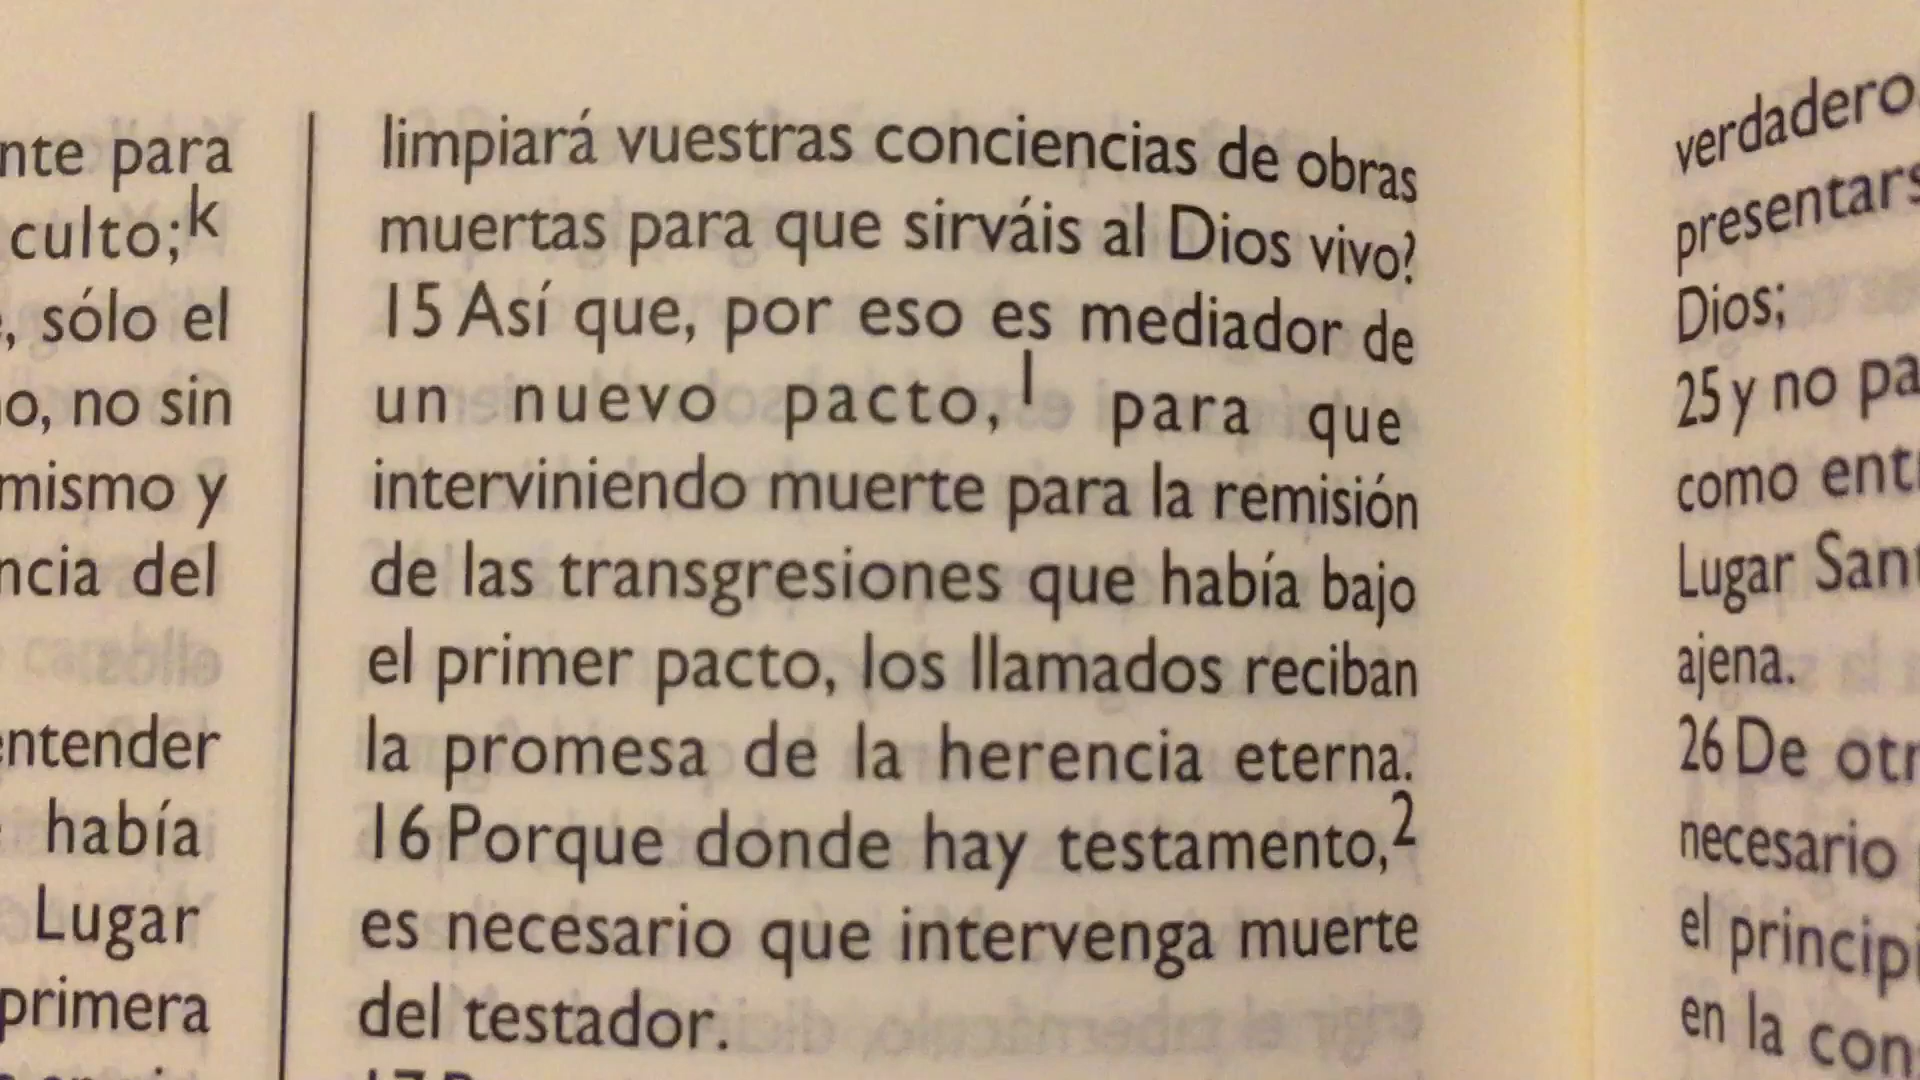 nte para
culto;k
, sólo el
o, no sin
mismo y
ncia del
entender
había
Lugar
primera
limpiará vuestras conciencias de obras
muertas para que sirváis al Dios vivo?
15 Así que, por eso es mediador de
un nuevo pacto,l para que
interviniendo muerte para la remisión
de las transgresiones que había bajo
el primer pacto, los llamados reciban
la promesa de la herencia eterna.
16 Porque donde hay testamento,2
es necesario que intervenga muerte
del testador.
verdadero
presentars
Dios;
25 y no pa
como ent
Lugar San
ajena.
26 De otr
necesario
el principi
en la con